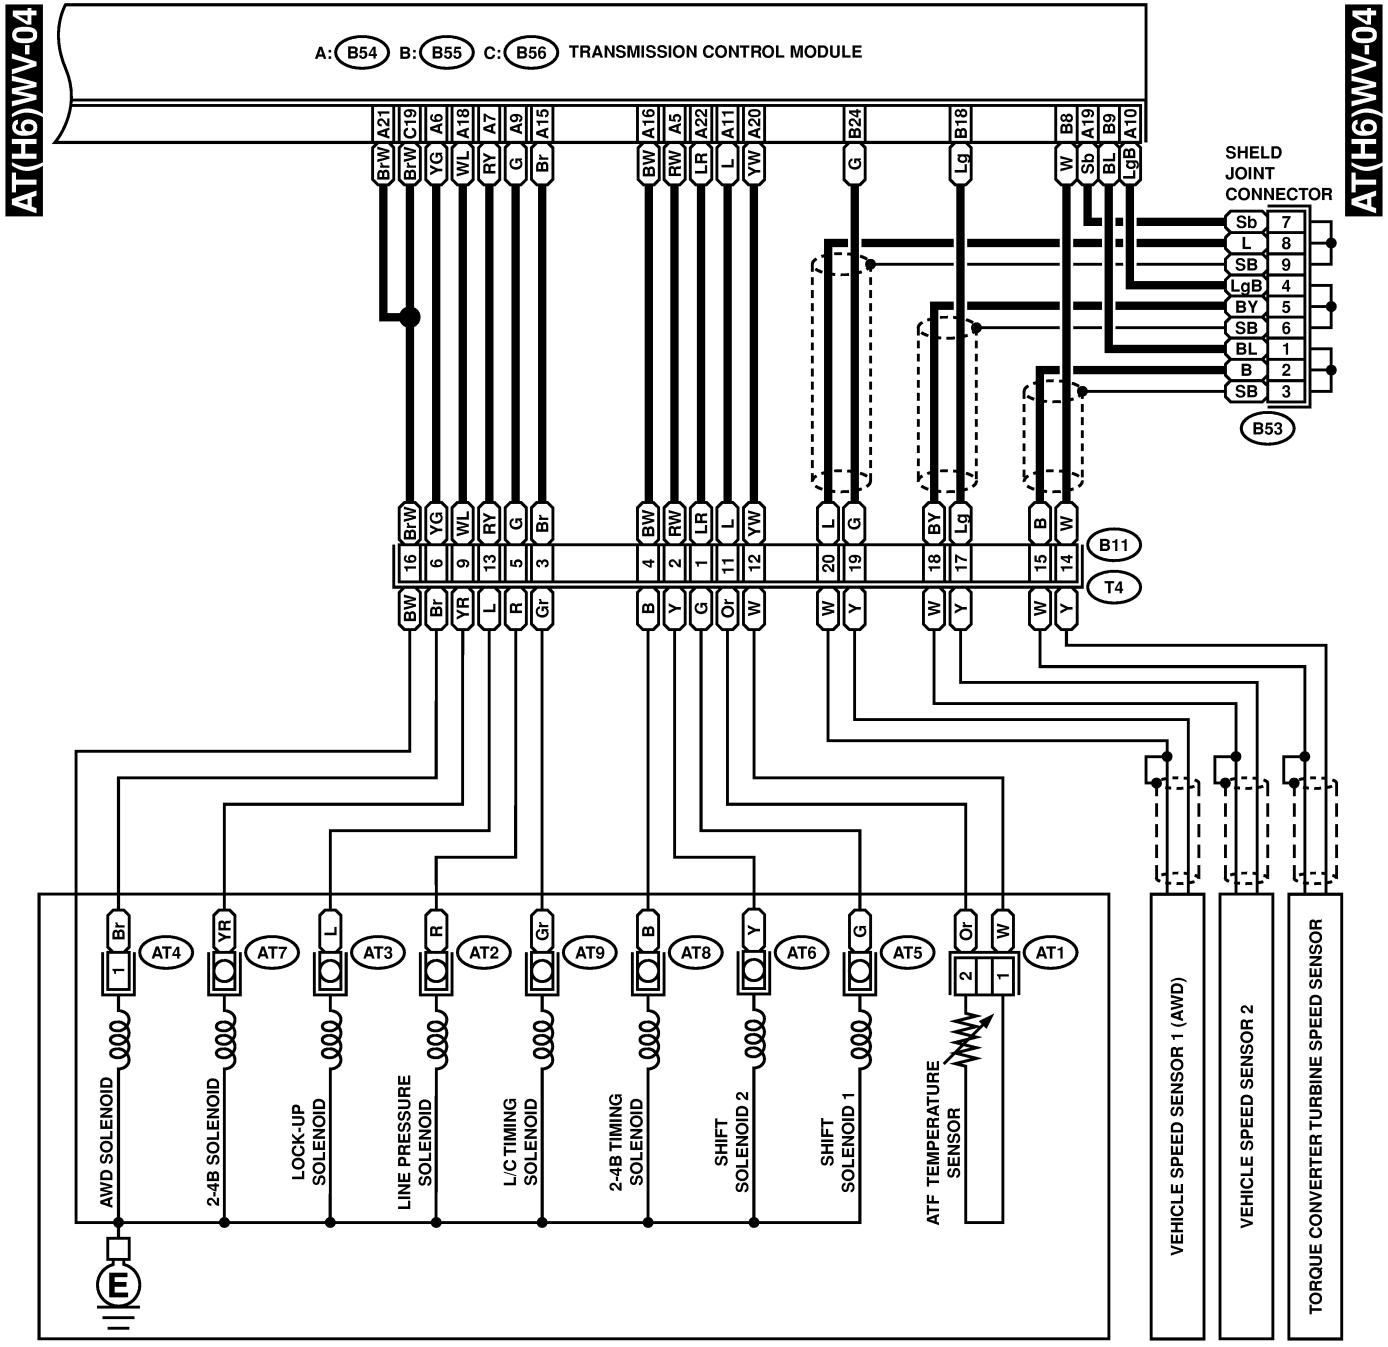 AT(H6)WV-04
AT(H6)WV-04
A: B54 B: B55 C: B56 TRANSMISSION CONTROL MODULE
A21 C19 A6 A18 A7 A9 A15 A16 A5 A22 A11 A20 B24 B18 B8 A19 B9 A10
BrW BrW YG WL RY G Br BW RW LR L YW G Lg W Sb BL LgB
SHELD
JOINT
CONNECTOR
Sb 7
L 8
SB 9
LgB 4
BY 5
SB 6
BL 1
B 2
SB 3
B53
BrW YG WL RY G Br BW RW LR L YW L G BY Lg B W
B11
16 6 9 13 5 3 4 2 1 11 12 20 19 18 17 15 14
T4
BW Br YR L R Gr B Y G Or W W Y W Y W Y
Br YR L R Gr B Y G Or W
AT4 AT7 AT3 AT2 AT9 AT8 AT6 AT5 AT1
1 2 1
AWD SOLENOID
2-4B SOLENOID
LOCK-UP
SOLENOID
LINE PRESSURE
SOLENOID
L/C TIMING
SOLENOID
2-4B TIMING
SOLENOID
SHIFT
SOLENOID 2
SHIFT
SOLENOID 1
ATF TEMPERATURE
SENSOR
VEHICLE SPEED SENSOR 1 (AWD)
VEHICLE SPEED SENSOR 2
TORQUE CONVERTER TURBINE SPEED SENSOR
E